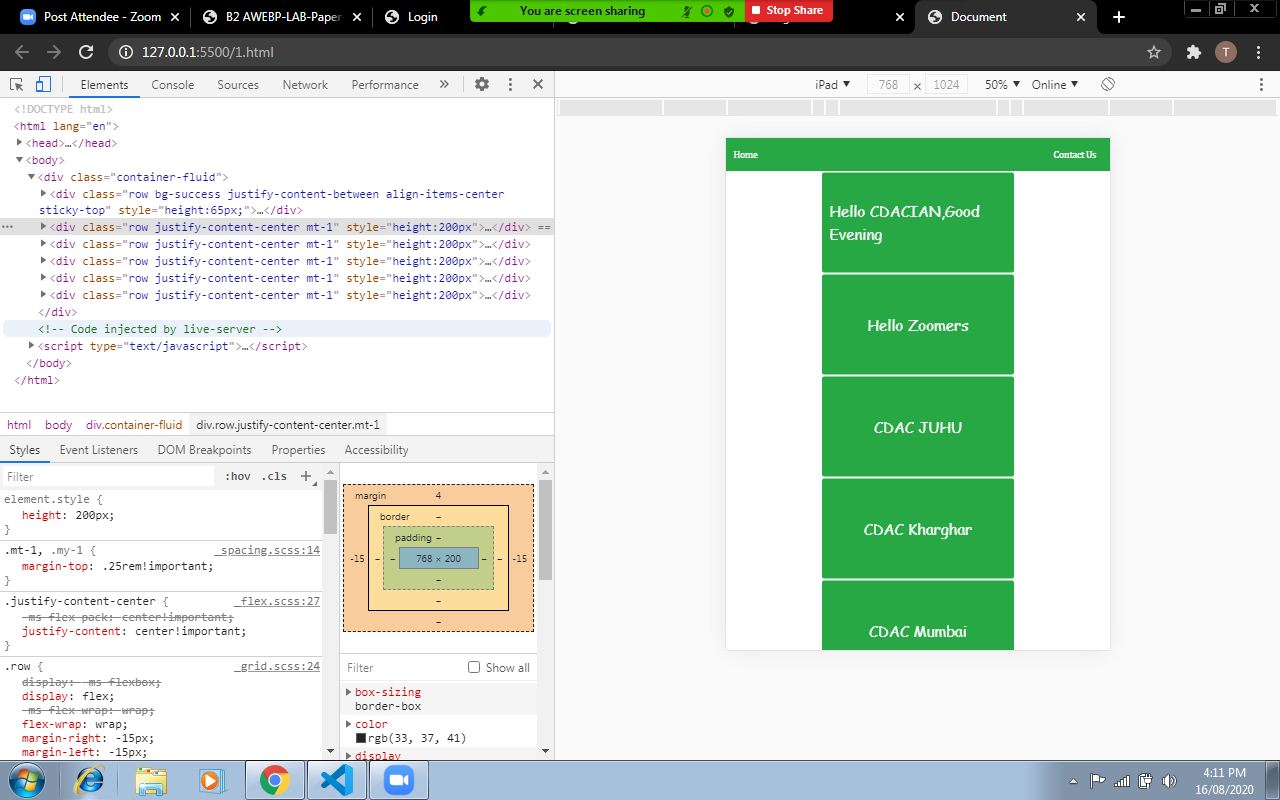 Post Attendee - Zoom
B2 AWEBP-LAB-Paper
Login
You are screen sharing
Stop Share
Document
127.0.0.1:5500/1.html
T
Elements Console Sources Network Performance
iPad 768 × 1024 50% Online
<!DOCTYPE html>
<html lang="en">
<head>…</head>
<body>
<div class="container-fluid">
<div class="row bg-success justify-content-between align-items-center
sticky-top" style="height:65px;">…</div>
<div class="row justify-content-center mt-1" style="height:200px">…</div> ==
<div class="row justify-content-center mt-1" style="height:200px">…</div>
<div class="row justify-content-center mt-1" style="height:200px">…</div>
<div class="row justify-content-center mt-1" style="height:200px">…</div>
<div class="row justify-content-center mt-1" style="height:200px">…</div>
</div>
<!-- Code injected by live-server -->
<script type="text/javascript">…</script>
</body>
</html>
html body div.container-fluid div.row.justify-content-center.mt-1
Styles Event Listeners DOM Breakpoints Properties Accessibility
Filter :hov .cls +
element.style {
height: 200px;
}
.mt-1, .my-1 { _spacing.scss:14
margin-top: .25rem!important;
}
.justify-content-center { _flex.scss:27
-ms-flex-pack: center!important;
justify-content: center!important;
}
.row { _grid.scss:24
display: -ms-flexbox;
display: flex;
-ms-flex-wrap: wrap;
flex-wrap: wrap;
margin-right: -15px;
margin-left: -15px;
margin 4
border –
padding –
-15 – – 768 × 200 – – -15
–
–
–
Filter Show all
box-sizing
border-box
color
rgb(33, 37, 41)
display
Home Contact Us
Hello CDACIAN,Good
Evening
Hello Zoomers
CDAC JUHU
CDAC Kharghar
CDAC Mumbai
4:11 PM
16/08/2020